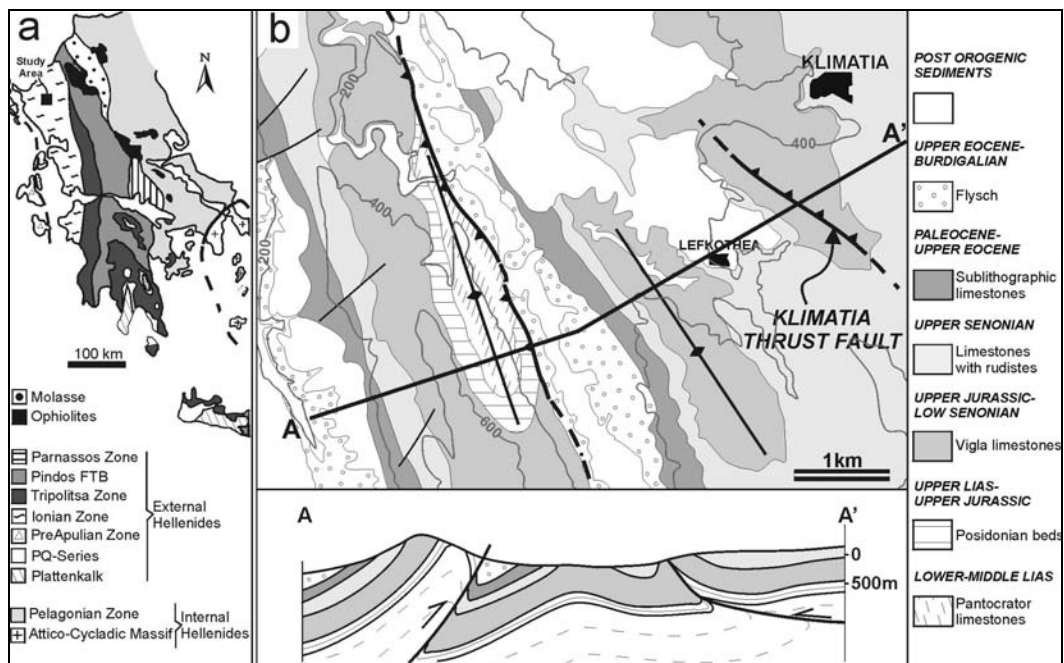 a
Study
Area
N
100 km
Molasse
Ophiolites
Parnassos Zone
Pindos FTB
Tripolitsa Zone
Ionian Zone
PreApulian Zone
PQ-Series
Plattenkalk
External
Hellenides
Pelagonian Zone
Attico-Cycladic Massif
Internal
Hellenides
b
200
KLIMATIA
A'
400
400
200
LEFKOTHEA
KLIMATIA
THRUST FAULT
A
600
1km
A
A'
0
500m
POST OROGENIC
SEDIMENTS
UPPER EOCENE-
BURDIGALIAN
Flysch
PALEOCENE-
UPPER EOCENE
Sublithographic
limestones
UPPER SENONIAN
Limestones
with rudistes
UPPER JURASSIC-
LOW SENONIAN
Vigla limestones
UPPER LIAS-
UPPER JURASSIC
Posidonian beds
LOWER-MIDDLE LIAS
Pantocrator
limestones